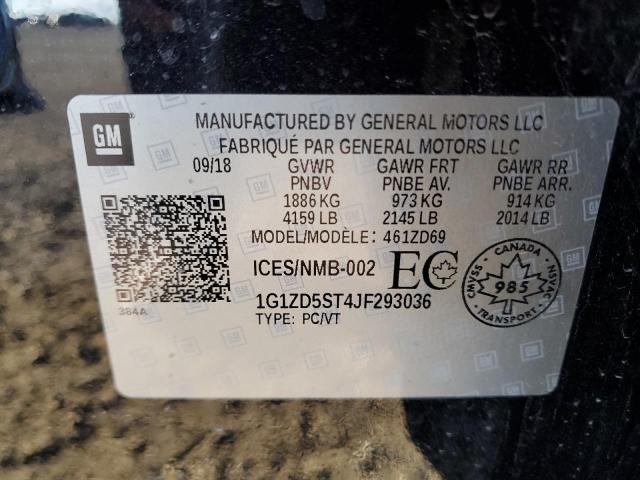 GM
MANUFACTURED BY GENERAL MOTORS LLC
FABRIQUÉ PAR GENERAL MOTORS LLC
09/18 GVWR GAWR FRT GAWR RR
PNBV PNBE AV. PNBE ARR.
1886 KG 973 KG 914 KG
4159 LB 2145 LB 2014 LB
MODEL/MODÈLE: 461ZD69
ICES/NMB-002 EC
CANADA
CMVSS - NSVAC
985
TRANSPORT
1G1ZD5ST4JF293036
384A
TYPE: PC/VT